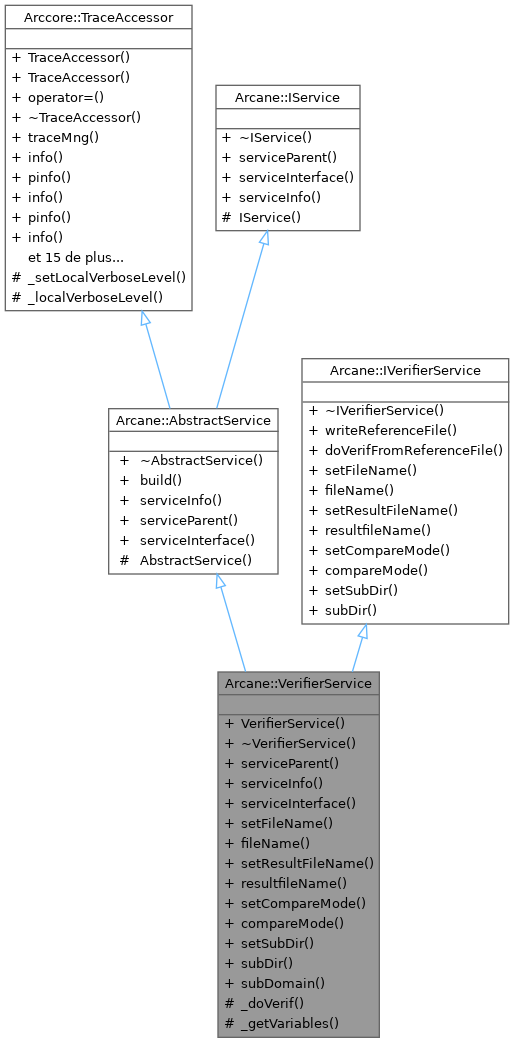 Arccore::TraceAccessor
+ TraceAccessor()
+ TraceAccessor()
+ operator=()
+ ~TraceAccessor()
+ traceMng()
+ info()
+ pinfo()
+ info()
+ pinfo()
+ info()
et 15 de plus...
# _setLocalVerboseLevel()
# _localVerboseLevel()
Arcane::IService
+ ~IService()
+ serviceParent()
+ serviceInterface()
+ serviceInfo()
# IService()
Arcane::AbstractService
+ ~AbstractService()
+ build()
+ serviceInfo()
+ serviceParent()
+ serviceInterface()
# AbstractService()
Arcane::IVerifierService
+ ~IVerifierService()
+ writeReferenceFile()
+ doVerifFromReferenceFile()
+ setFileName()
+ fileName()
+ setResultFileName()
+ resultfileName()
+ setCompareMode()
+ compareMode()
+ setSubDir()
+ subDir()
Arcane::VerifierService
+ VerifierService()
+ ~VerifierService()
+ serviceParent()
+ serviceInfo()
+ serviceInterface()
+ setFileName()
+ fileName()
+ setResultFileName()
+ resultfileName()
+ setCompareMode()
+ compareMode()
+ setSubDir()
+ subDir()
+ subDomain()
# _doVerif()
# _getVariables()